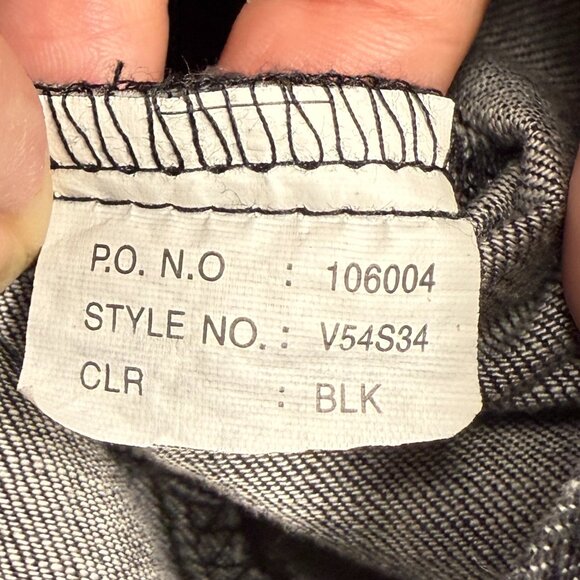 P.O. N.O : 106004
STYLE NO. : V54S34
CLR : BLK